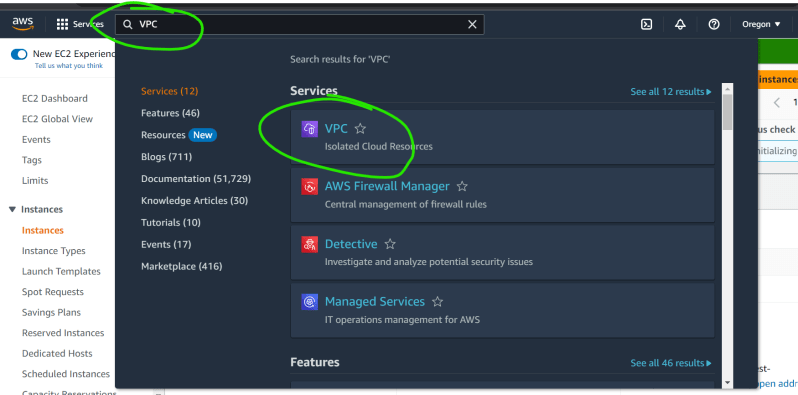 aws
Services
VPC
Oregon
New EC2 Experienc
Tell us what you think
EC2 Dashboard
EC2 Global View
Events
Tags
Limits
Instances
Instances
Instance Types
Launch Templates
Spot Requests
Savings Plans
Reserved Instances
Dedicated Hosts
Scheduled Instances
Capacity Reservations
Search results for 'VPC'
Services (12)
Features (46)
Resources New
Blogs (711)
Documentation (51,729)
Knowledge Articles (30)
Tutorials (10)
Events (17)
Marketplace (416)
Services
See all 12 results
VPC
Isolated Cloud Resources
AWS Firewall Manager
Central management of firewall rules
Detective
Investigate and analyze potential security issues
Managed Services
IT operations management for AWS
Features
See all 46 results
instance
1
us check
nitializing
est-
open addr